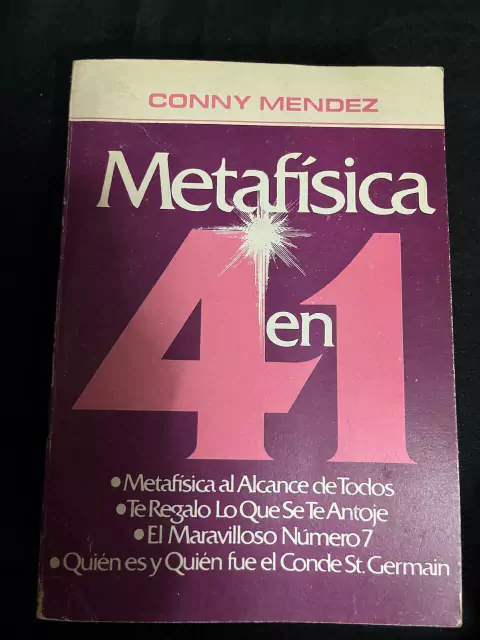 CONNY MENDEZ
Metafísica
4 en 1
• Metafísica al Alcance de Todos
• Te Regalo Lo Que Se Te Antoje
• El Maravilloso Número 7
• Quién es y Quién fue el Conde St. Germain